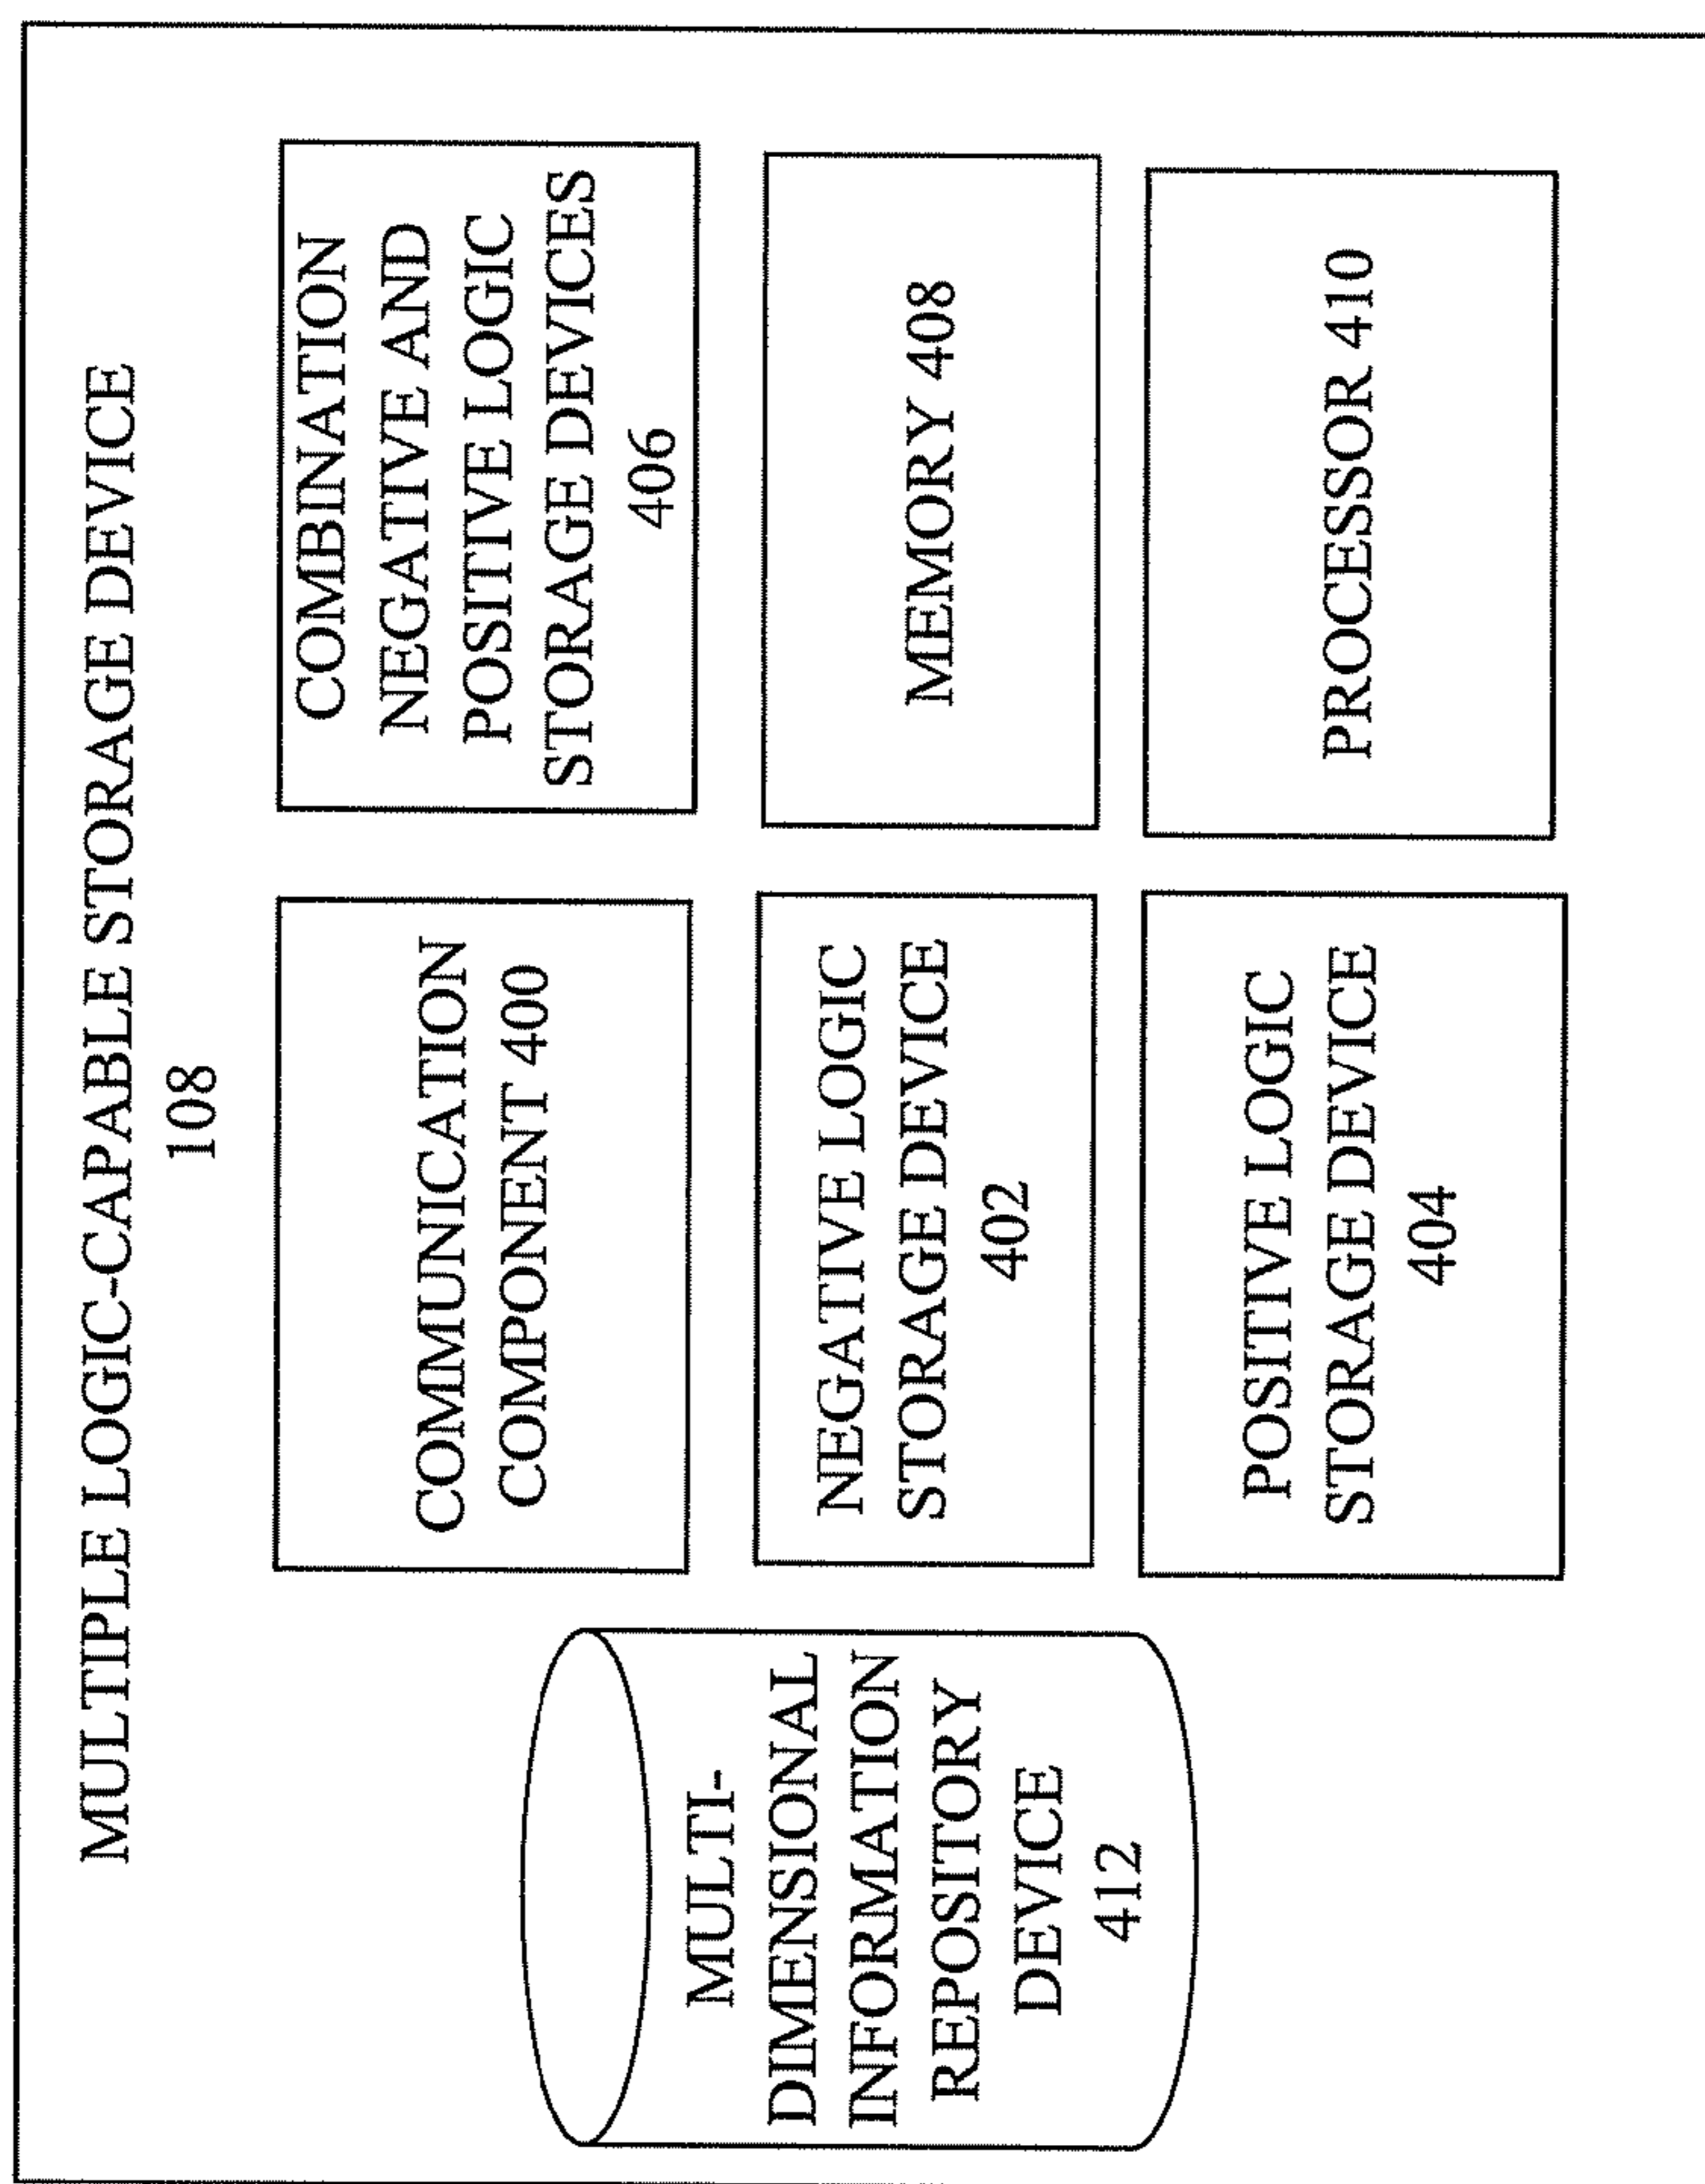 MULTIPLE LOGIC-CAPABLE STORAGE DEVICE
108
MULTI-
DIMENSIONAL
INFORMATION
REPOSITORY
DEVICE
412
COMMUNICATION
COMPONENT 400
NEGATIVE LOGIC
STORAGE DEVICE
402
POSITIVE LOGIC
STORAGE DEVICE
404
COMBINATION
NEGATIVE AND
POSITIVE LOGIC
STORAGE DEVICES
406
MEMORY 408
PROCESSOR 410